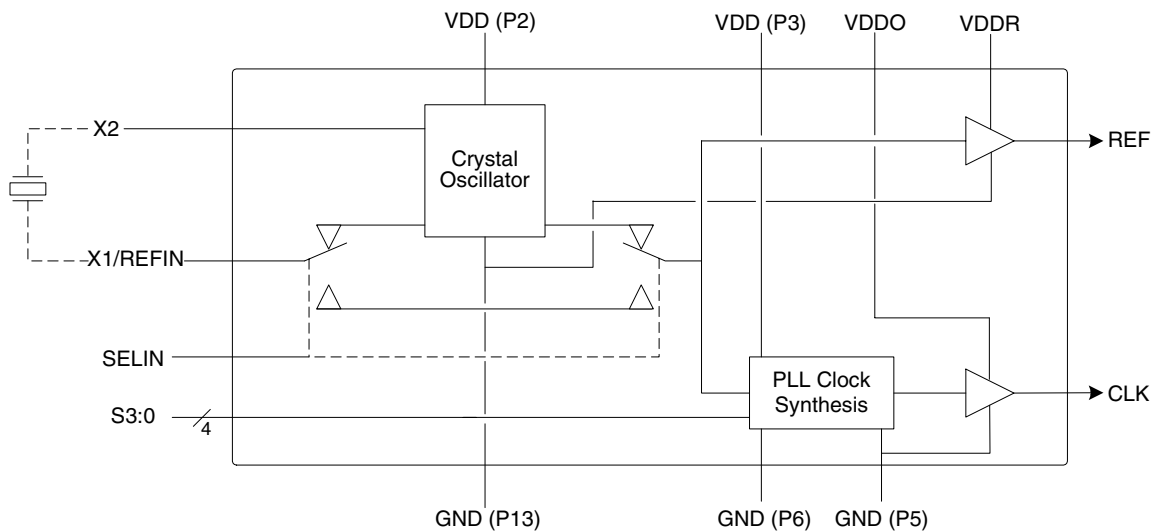 VDD (P2)
VDD (P3)
VDDO
VDDR
X2
REF
Crystal
Oscillator
X1/REFIN
SELIN
PLL Clock
Synthesis
CLK
S3:0
4
GND (P13)
GND (P6)
GND (P5)